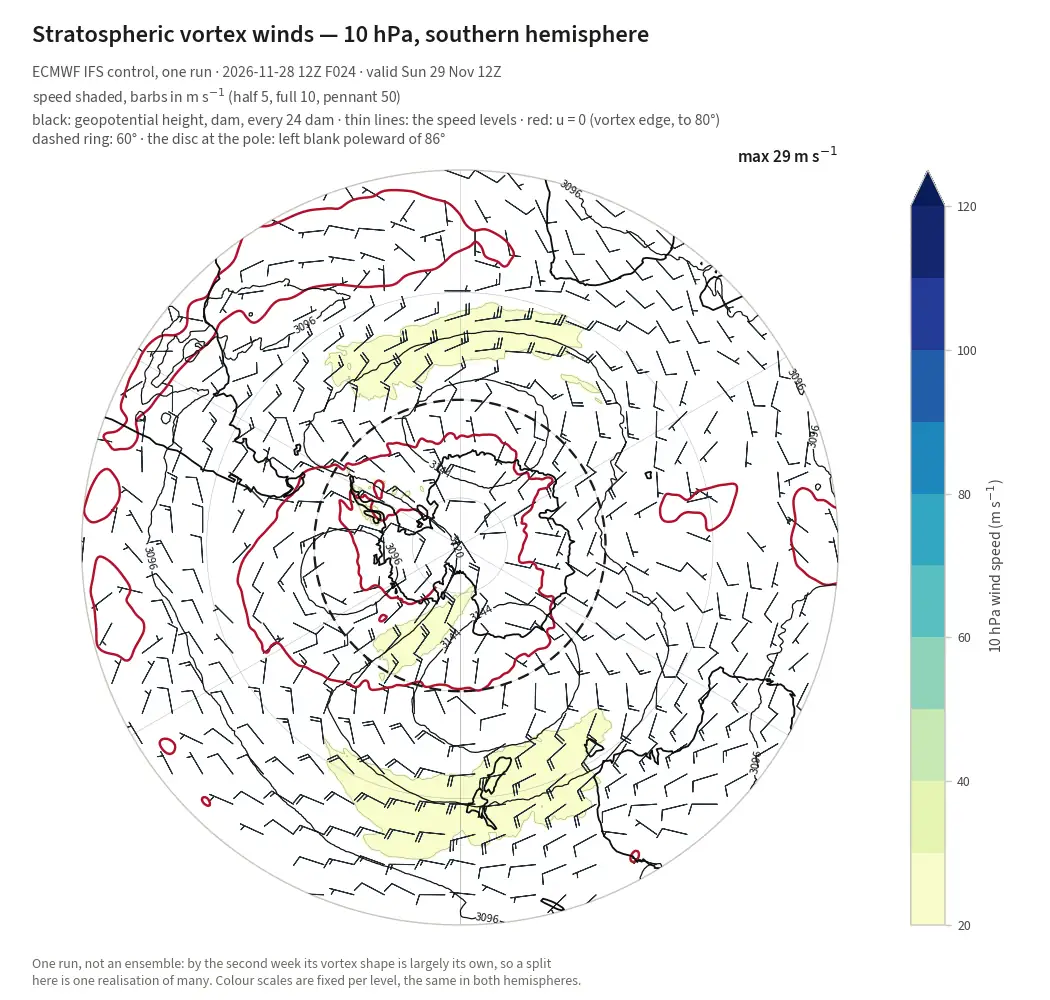 Stratospheric vortex winds — 10 hPa, southern hemisphere
ECMWF IFS control, one run · 2026-11-28 12Z F024 · valid Sun 29 Nov 12Z
speed shaded, barbs in m s⁻¹ (half 5, full 10, pennant 50)
black: geopotential height, dam, every 24 dam · thin lines: the speed levels · red: u = 0 (vortex edge, to 80°)
dashed ring: 60° · the disc at the pole: left blank poleward of 86°
max 29 m s⁻¹
3096
120
3096
3096
100
3096
80
3120
3096
3096
10 hPa wind speed (m s⁻¹)
3144
3144
60
3096
40
3096
20
One run, not an ensemble: by the second week its vortex shape is largely its own, so a split
here is one realisation of many. Colour scales are fixed per level, the same in both hemispheres.